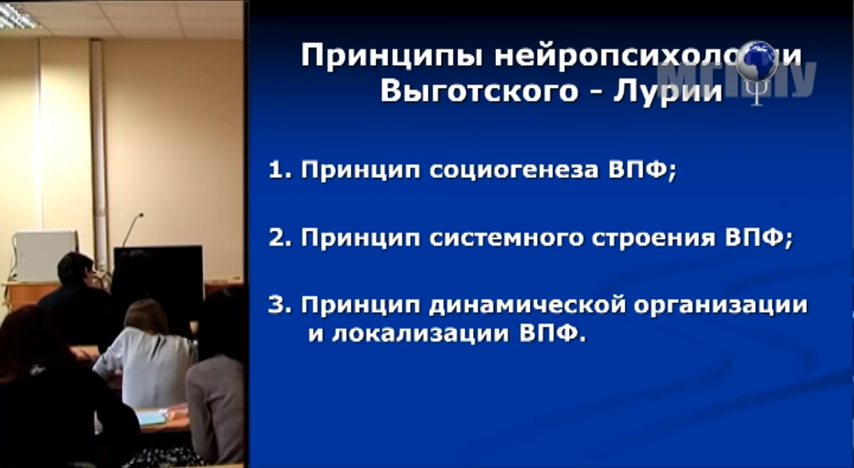 Принципы нейропсихологии
Выготского - Лурии
МГППУ
1. Принцип социогенеза ВПФ;
2. Принцип системного строения ВПФ;
3. Принцип динамической организации
и локализации ВПФ.